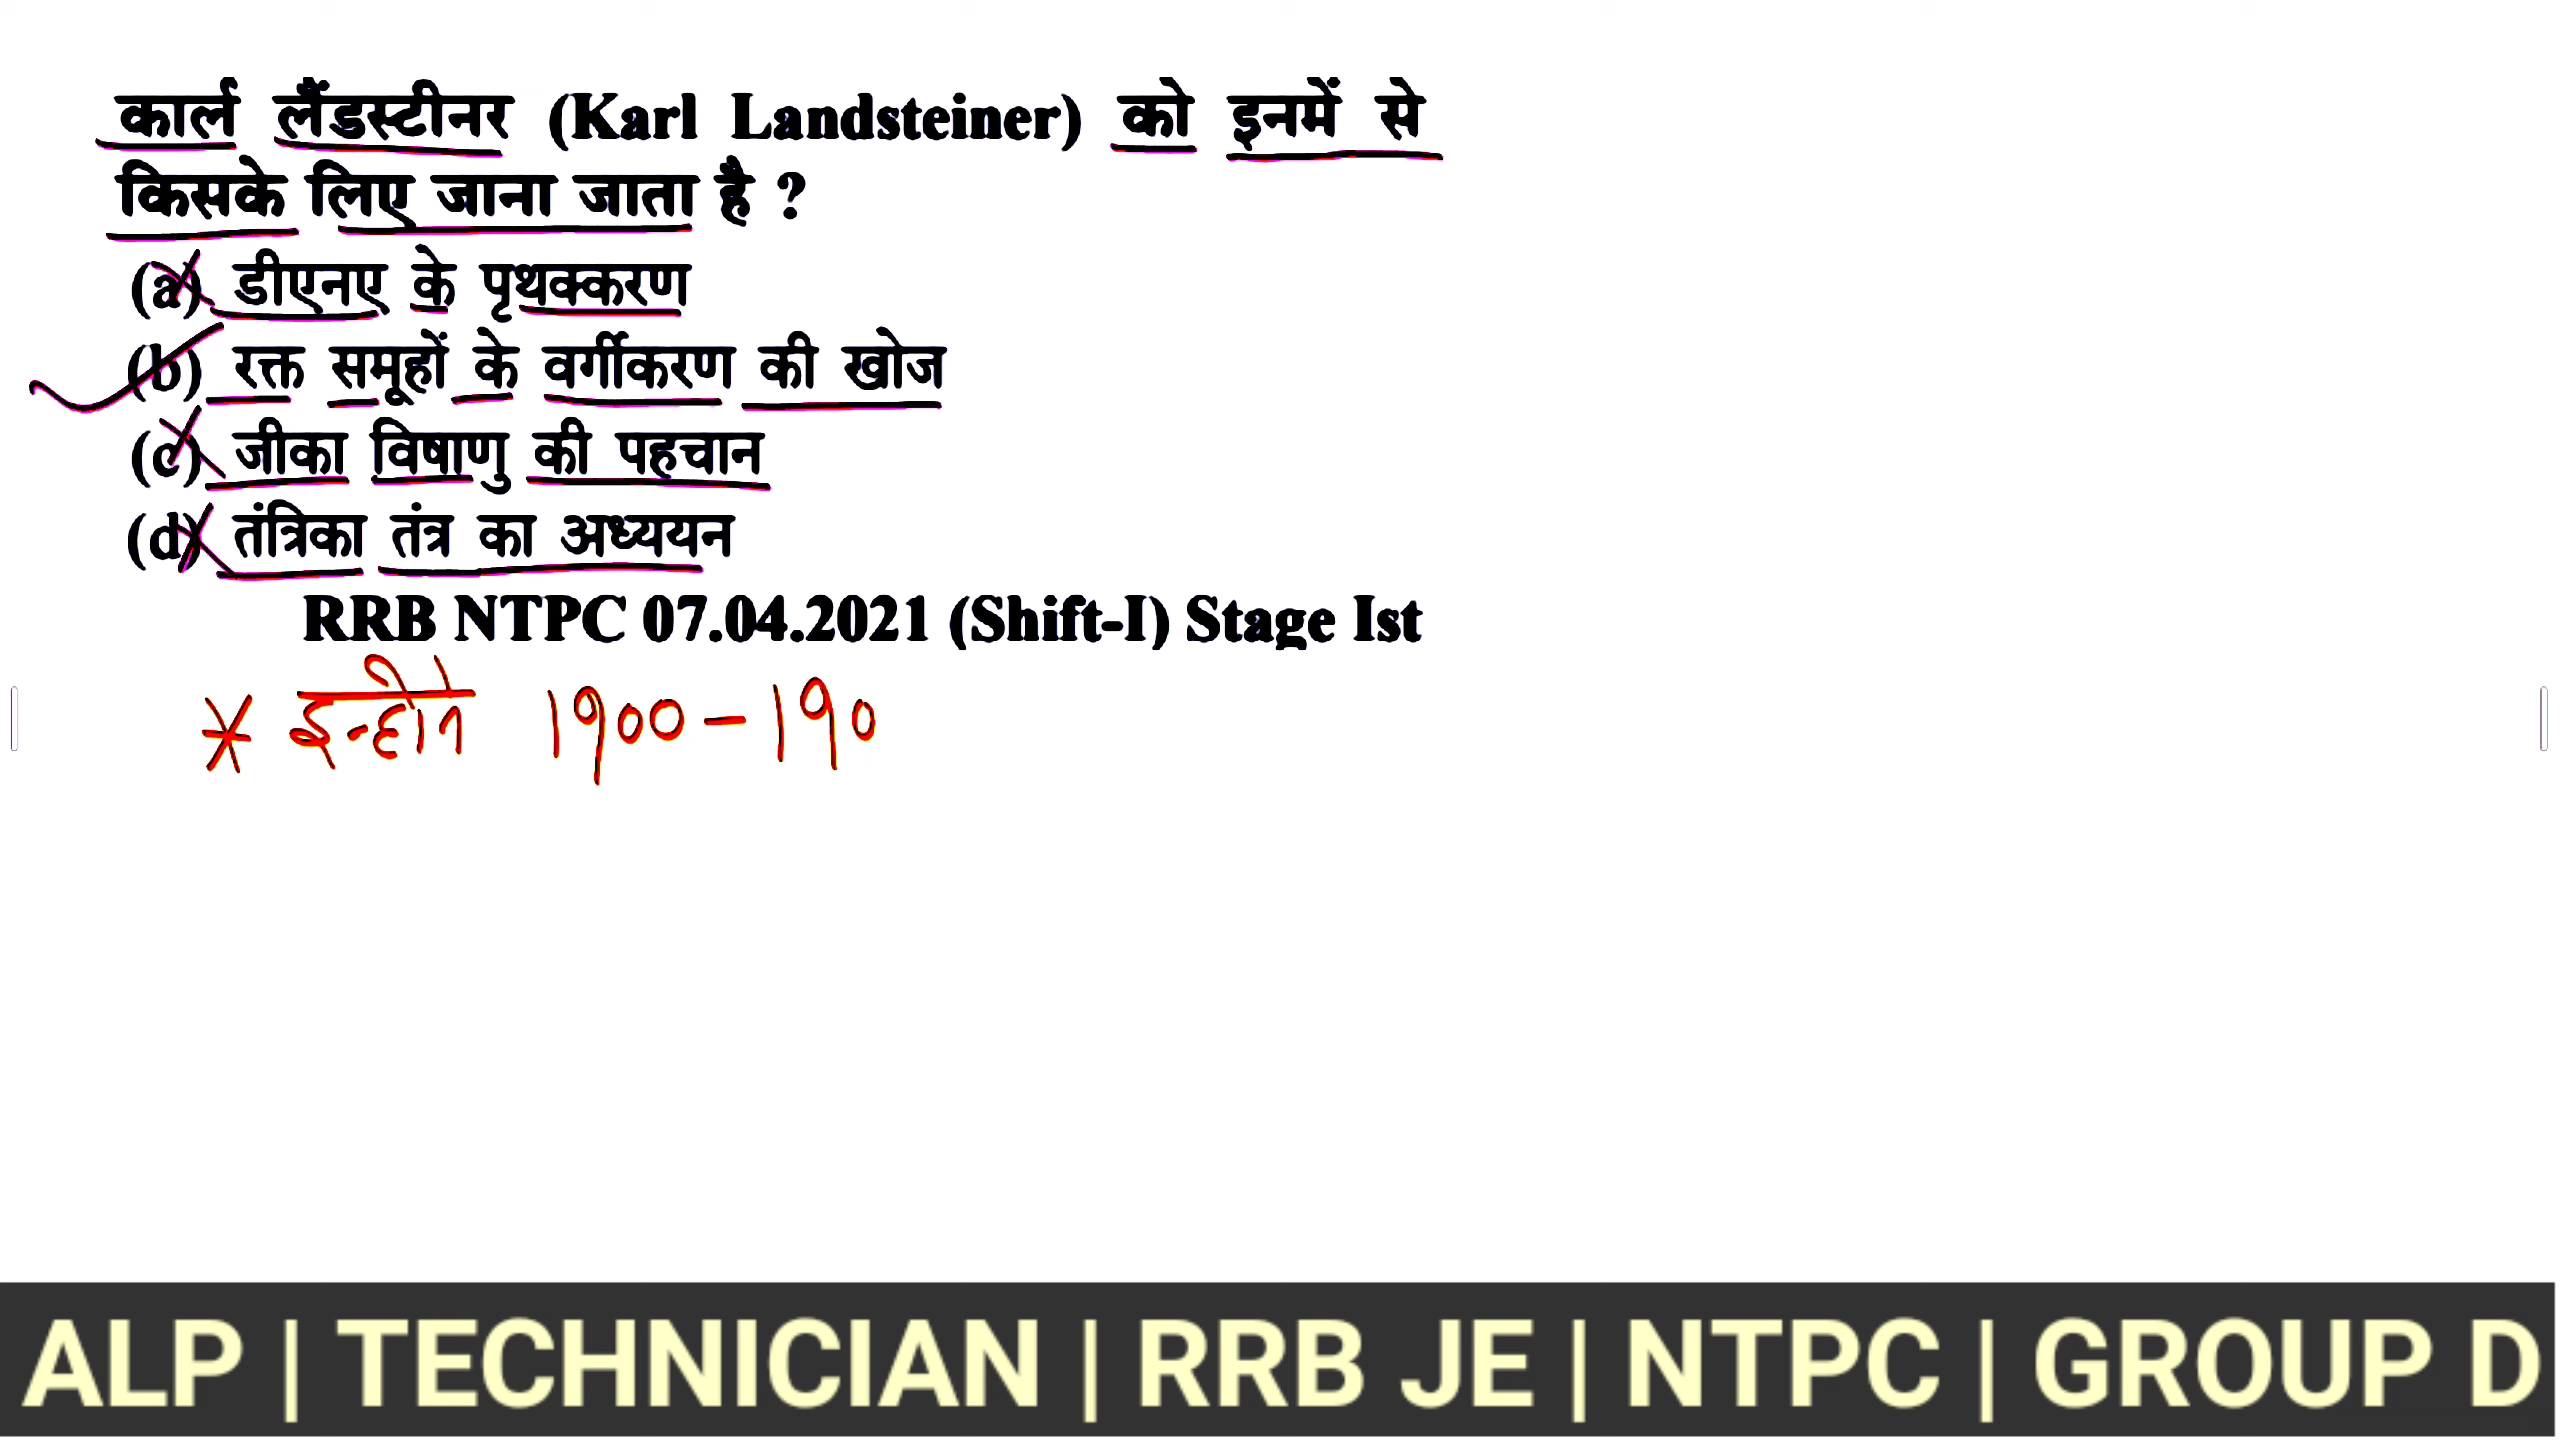 कार्ल लैंडस्टीनर (Karl Landsteiner) को इनमें से
किसके लिए जाना जाता है ?
(a) डीएनए के पृथक्करण
(b) रक्त समूहों के वर्गीकरण की खोज
(c) जीका विषाणु की पहचान
(d) तंत्रिका तंत्र का अध्ययन
RRB NTPC 07.04.2021 (Shift-I) Stage Ist
* इन्होंने 1900-190
ALP | TECHNICIAN | RRB JE | NTPC | GROUP D